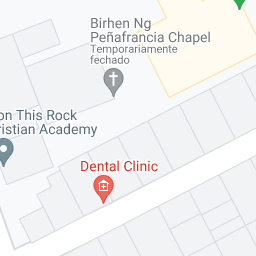 Birhen Ng
Peñafrancia Chapel
Temporariamente
fechado
on This Rock
ristian Academy
Dental Clinic